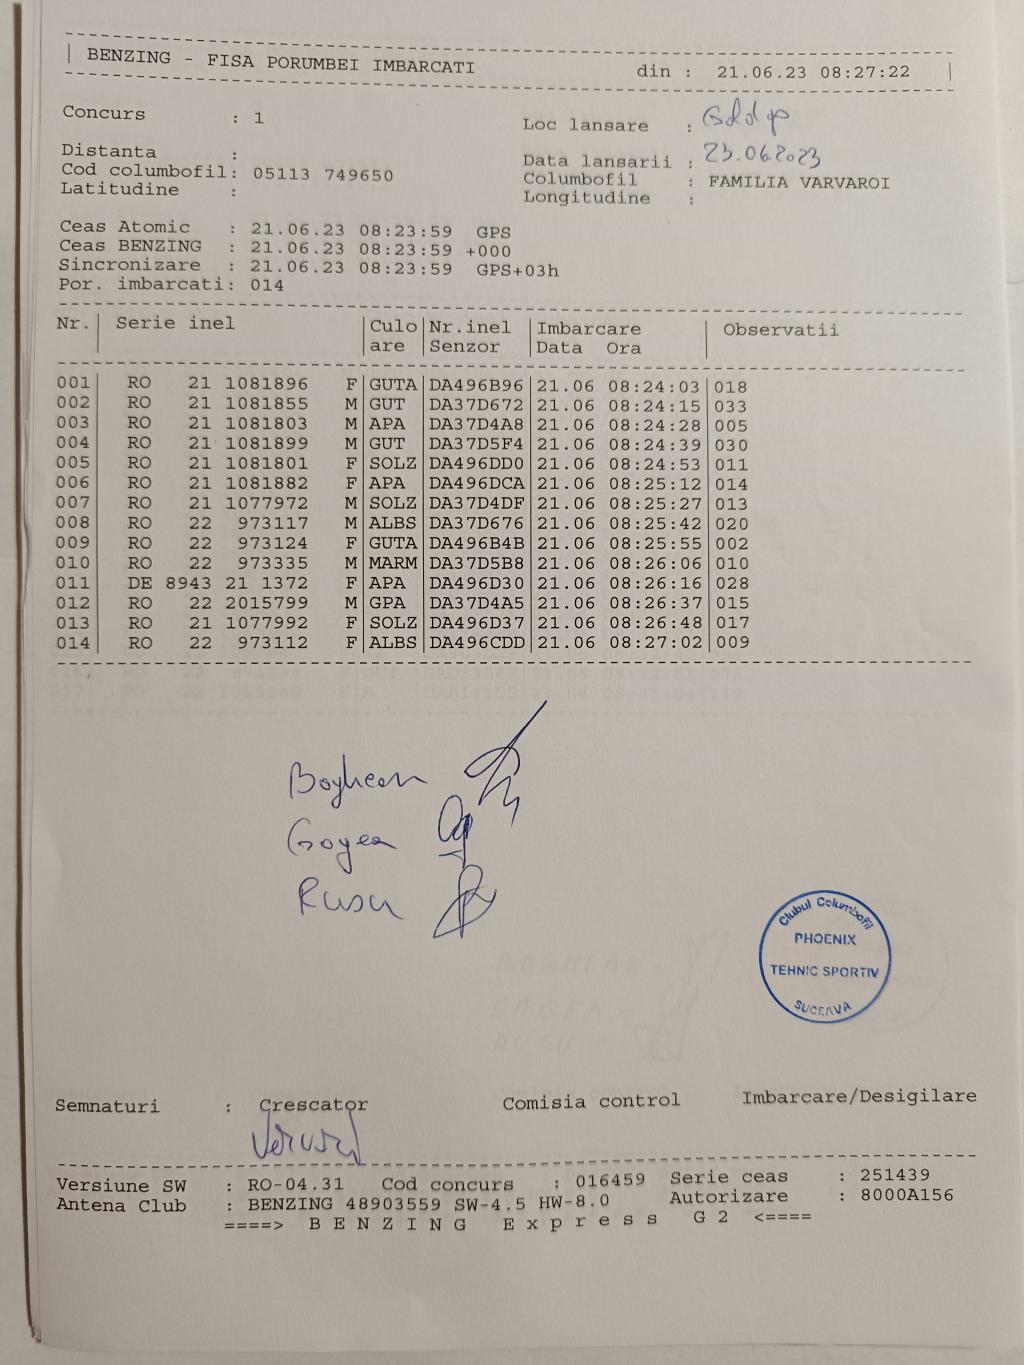 BENZING - FISA PORUMBEI IMBARCATI din : 21.06.23 08:27:22
Concurs : 1 Loc lansare :
Distanta : Data lansarii : 23.06.2023
Cod columbofil: 05113 749650 Columbofil : FAMILIA VARVAROI
Latitudine : Longitudine :
Ceas Atomic : 21.06.23 08:23:59 GPS
Ceas BENZING : 21.06.23 08:23:59 +000
Sincronizare : 21.06.23 08:23:59 GPS+03h
Por. imbarcati: 014
Nr. Serie inel Culo Nr.inel Imbarcare Observatii
are Senzor Data Ora
001 RO 21 1081896 F GUTA DA496B96 21.06 08:24:03 018
002 RO 21 1081855 M GUT DA37D672 21.06 08:24:15 033
003 RO 21 1081803 M APA DA37D4A8 21.06 08:24:28 005
004 RO 21 1081899 M GUT DA37D5F4 21.06 08:24:39 030
005 RO 21 1081801 F SOLZ DA496DD0 21.06 08:24:53 011
006 RO 21 1081882 F APA DA496DCA 21.06 08:25:12 014
007 RO 21 1077972 M SOLZ DA37D4DF 21.06 08:25:27 013
008 RO 22 973117 M ALBS DA37D676 21.06 08:25:42 020
009 RO 22 973124 F GUTA DA496B4B 21.06 08:25:55 002
010 RO 22 973335 M MARM DA37D5B8 21.06 08:26:06 010
011 DE 8943 21 1372 F APA DA496D30 21.06 08:26:16 028
012 RO 22 2015799 M GPA DA37D4A5 21.06 08:26:37 015
013 RO 21 1077992 F SOLZ DA496D37 21.06 08:26:48 017
014 RO 22 973112 F ALBS DA496CDD 21.06 08:27:02 009
Boghean
Gogea
Rusu
Clubul Columbofil
PHOENIX
TEHNIC SPORTIV
SUCEAVA
Semnaturi : Crescator Comisia control Imbarcare/Desigilare
Versiune SW : RO-04.31 Cod concurs : 016459 Serie ceas : 251439
Antena Club : BENZING 48903559 SW-4.5 HW-8.0 Autorizare : 8000A156
====> B E N Z I N G E x p r e s s G 2 <====